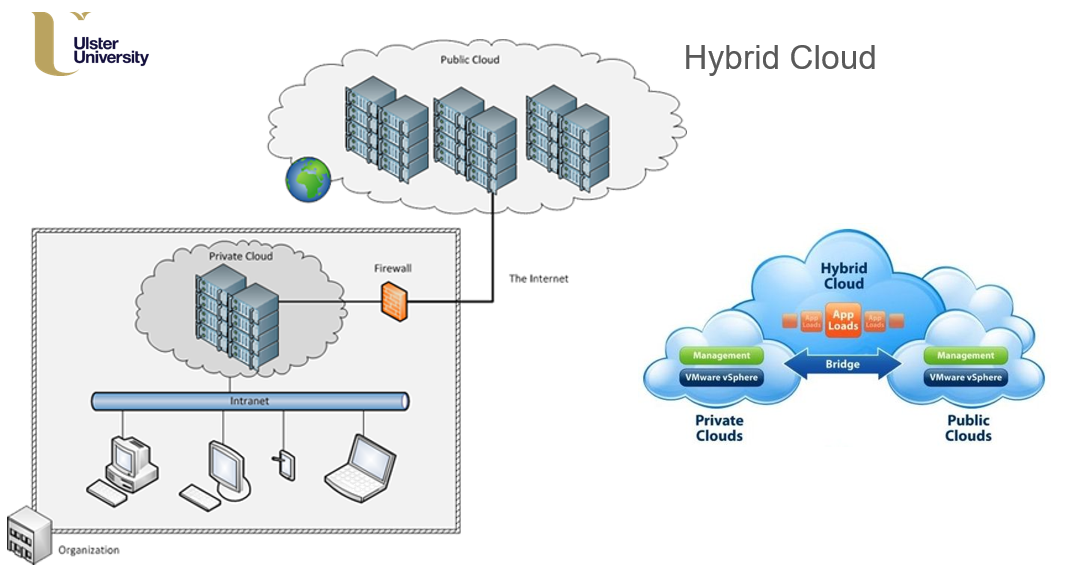 Ulster
University
Hybrid Cloud
Public Cloud
Private Cloud
Firewall
The Internet
Intranet
Organization
Hybrid
Cloud
App
Loads
App
Loads
App
Loads
Management
VMware vSphere
Bridge
Management
VMware vSphere
Private
Clouds
Public
Clouds